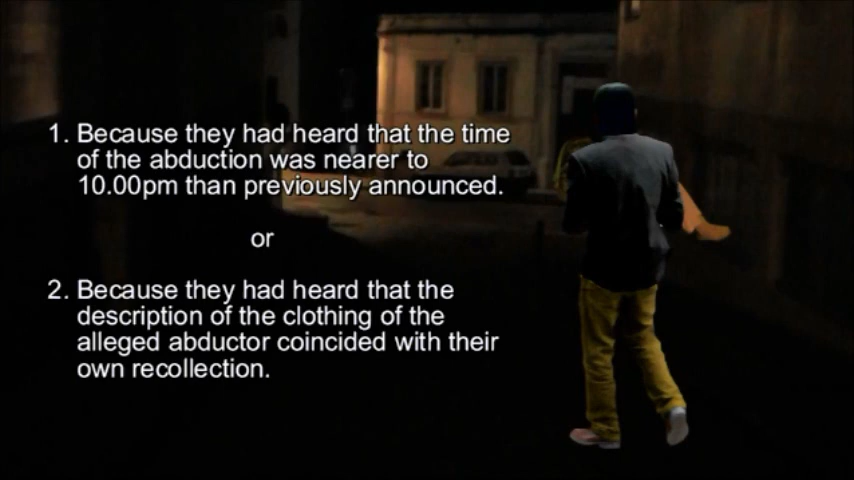 1. Because they had heard that the time
of the abduction was nearer to
10.00pm than previously announced.
or
2. Because they had heard that the
description of the clothing of the
alleged abductor coincided with their
own recollection.